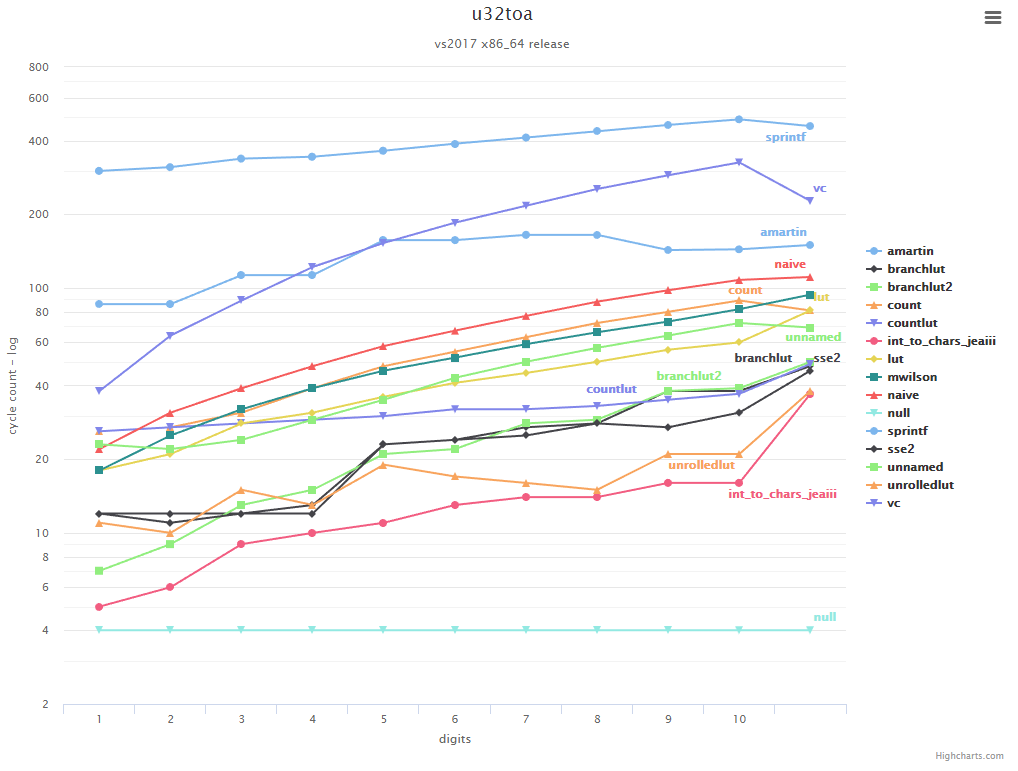 u32toa
vs2017 x86_64 release
cycle count - log
800
600
400
200
100
80
60
40
20
10
8
6
4
2
sprintf
vc
amartin
naive
count
lut
unnamed
branchlut
sse2
branchlut2
countlut
unrolledlut
int_to_chars_jeaiii
null
1 2 3 4 5 6 7 8 9 10
digits
amartin
branchlut
branchlut2
count
countlut
int_to_chars_jeaiii
lut
mwilson
naive
null
sprintf
sse2
unnamed
unrolledlut
vc
Highcharts.com